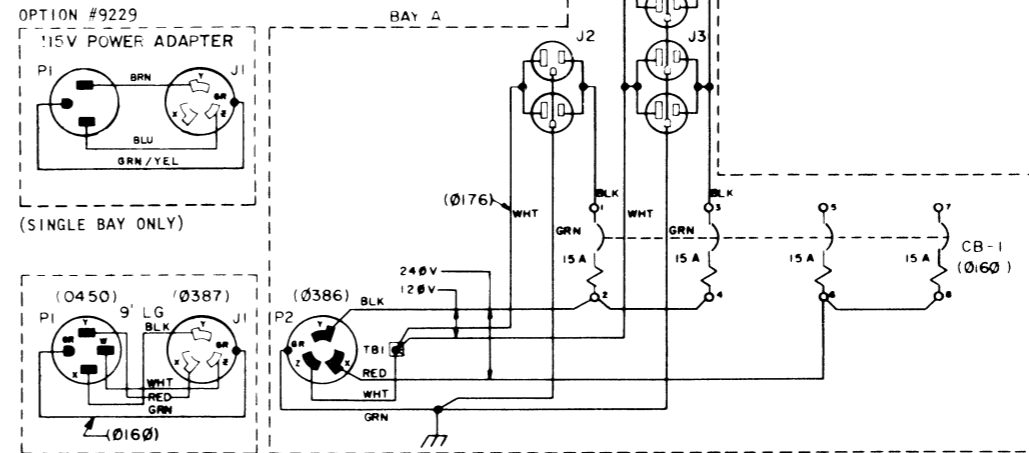 OPTION #9229
BAY A
115V POWER ADAPTER
P1
J1
BRN
Y
GR
X
Z
BLU
GRN/YEL
(SINGLE BAY ONLY)
J2
J3
(Ø176)
WHT
BLK
WHT
BLK
GRN
GRN
1
3
5
7
15 A
15 A
15 A
15 A
CB-1
(Ø16Ø)
2
4
6
8
24ØV
12ØV
(0450)
(Ø387)
(Ø386)
P1
9' LG
J1
P2
BLK
BLK
Y
GR
W
X
Y
GR
X
Z
Y
GR
Z
X
TB1
WHT
RED
GRN
RED
WHT
GRN
(Ø16Ø)